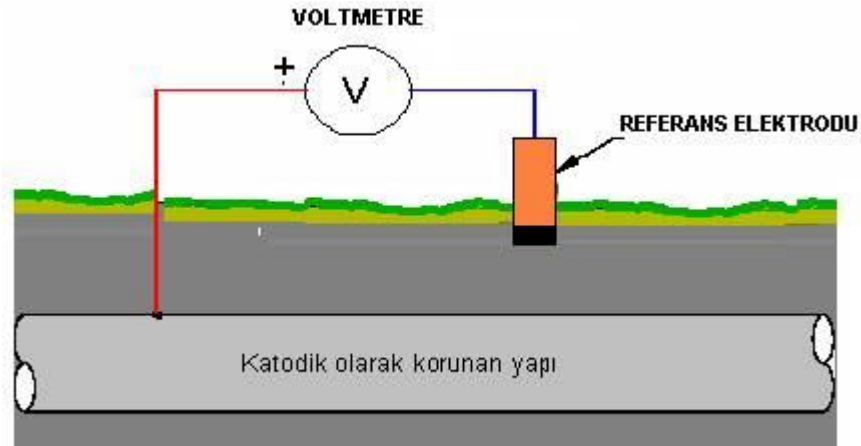 VOLTMETRE
+
V
REFERANS ELEKTRODU
Katodik olarak korunan yapı